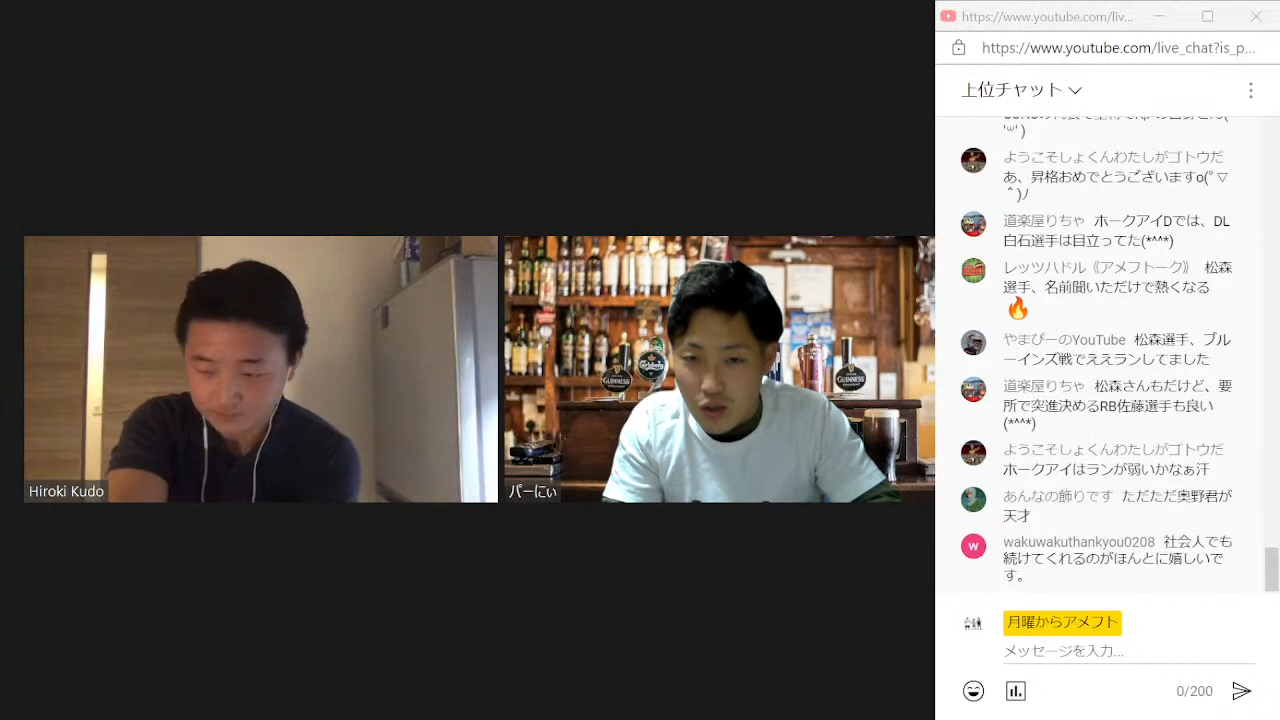 https://www.youtube.com/liv...
https://www.youtube.com/live_chat?is_p...
上位チャット
'ω' )
ようこそしょくんわたしがゴトウだ
あ、昇格おめでとうございますo(ﾟ▽
＾)ﾉ
道楽屋りちゃ ホークアイDでは、DL
白石選手は目立ってた(*^^*)
レッツハドル《アメフトーク》 松森
選手、名前聞いただけで熱くなる
🔥
やまぴーのYouTube 松森選手、ブル
ーインズ戦でえぇランしてました
道楽屋りちゃ 松森さんもだけど、要
所で突進決めるRB佐藤選手も良い
(*^^*)
ようこそしょくんわたしがゴトウだ
ホークアイはランが弱いかなぁ汗
あんなの飾りです ただただ奥野君が
天才
W
wakuwakuthankyou0208 社会人でも
続けてくれるのがほんとに嬉しいで
す。
月曜からアメフト
メッセージを入力...
0/200
Hiroki Kudo
パーにぃ
GUINNESS
Carlsberg
GUINNESS